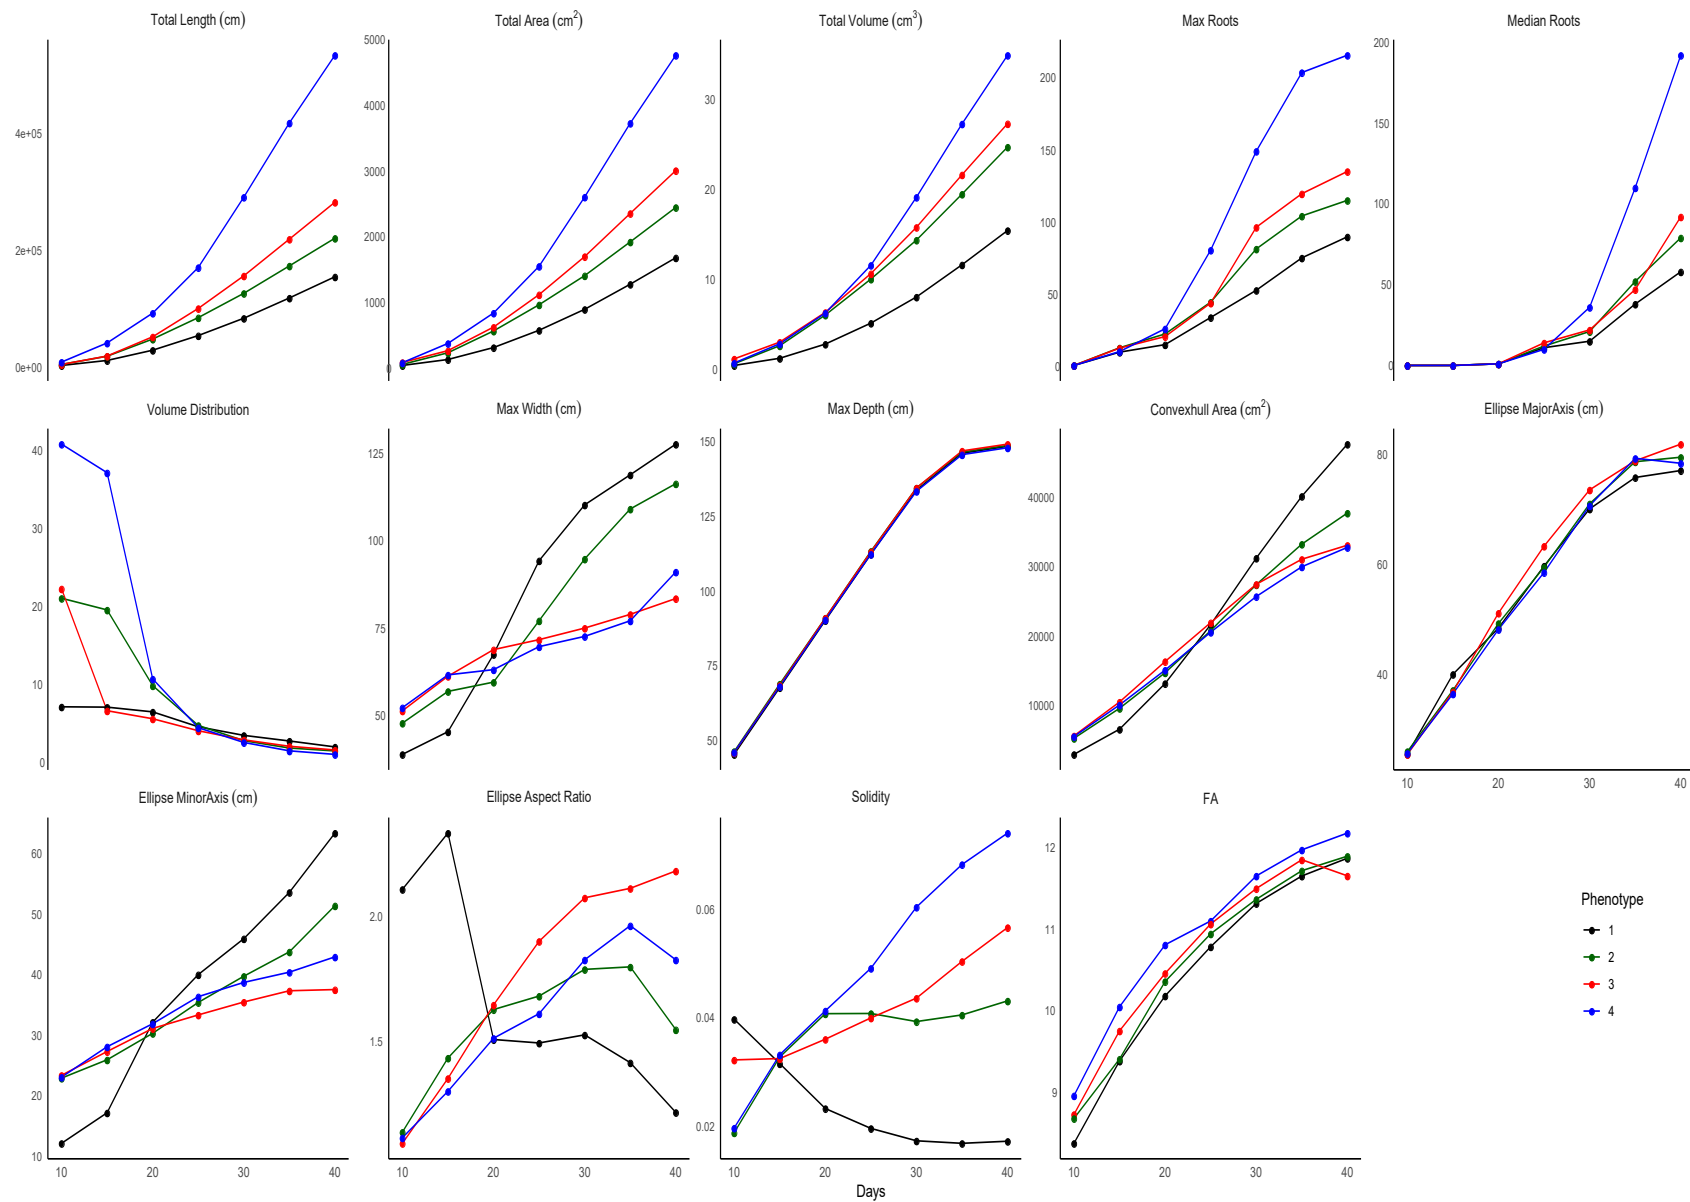 Total Length (cm)
Total Area (cm²)
Total Volume (cm³)
Max Roots
Median Roots
4e+05
2e+05
0e+00
5000
4000
3000
2000
1000
0
30
20
10
0
200
150
100
50
0
200
150
100
50
0
Volume Distribution
Max Width (cm)
Max Depth (cm)
Convexhull Area (cm²)
Ellipse MajorAxis (cm)
40
30
20
10
0
125
100
75
50
150
125
100
75
50
40000
30000
20000
10000
80
60
40
10 20 30 40
Ellipse MinorAxis (cm)
Ellipse Aspect Ratio
Solidity
FA
60
50
40
30
20
10
2.0
1.5
0.06
0.04
0.02
12
11
10
9
10 20 30 40
10 20 30 40
10 20 30 40
10 20 30 40
Days
Phenotype
1
2
3
4